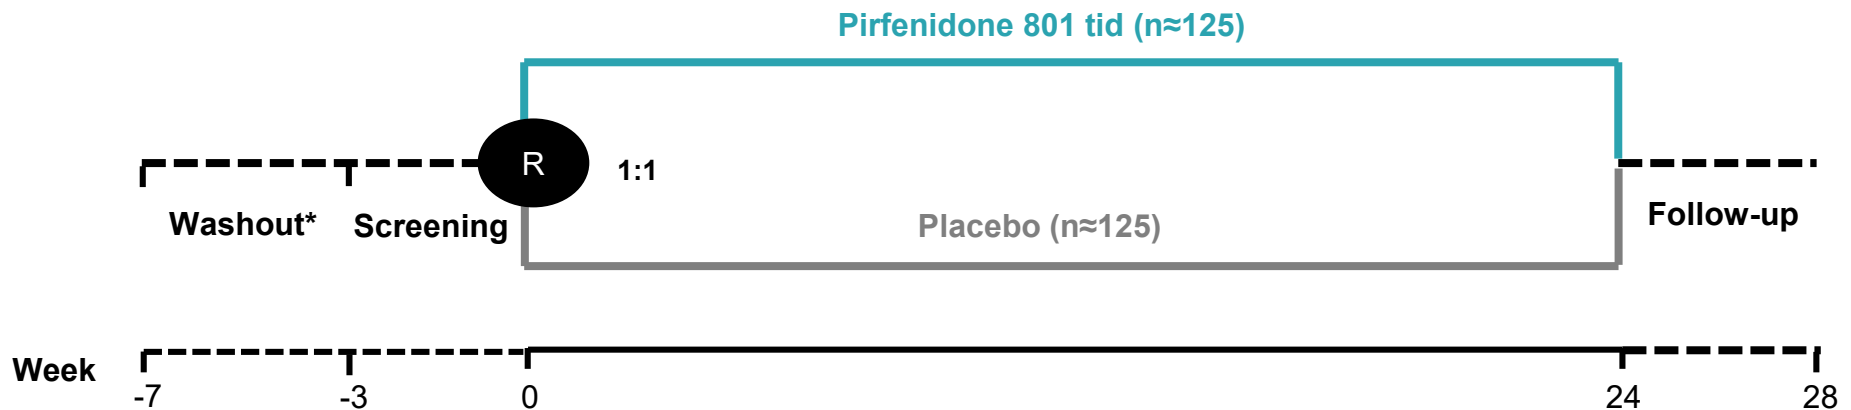 Pirfenidone 801 tid (n≈125)
R
1:1
Washout*
Screening
Placebo (n≈125)
Follow-up
Week
-7
-3
0
24
28